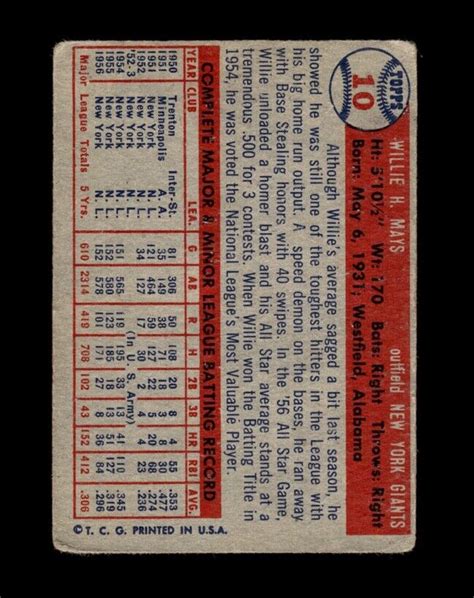 TOPPS
10
WILLIE H. MAYS outfield NEW YORK GIANTS
Ht: 5'10½" Wt: 170 Bats: Right Throws: Right
Born: May 6, 1931; Westfield, Alabama
Although Willie's average sagged a bit last season, he
showed he was still one of the toughest hitters in the League with
his big home run output. A speed demon on the bases, he ran away
with Base Stealing honors with 40 swipes. In the '56 All Star Game,
Willie unloaded a homer blast and his All Star average stands at a
tremendous .500 for 3 contests. When Willie won the Batting Title in
1954, he was voted the National League's Most Valuable Player.
COMPLETE MAJOR & MINOR LEAGUE BATTING RECORD
YEAR CLUB LEA. G AB R H 2B 3B HR RBI AVG.
1950 Trenton Inter-St. 81 306 50 108 20 8 4 55 .353
1951 Minneapolis A.A. 35 149 38 71 18 3 8 30 .477
1951 New York N.L. 121 464 59 127 22 5 20 68 .274
'52-3 New York N.L. 34 127 17 30 2 4 4 23 .236
(In U.S. Army)
1954 New York N.L. 151 565 119 195 33 13 41 110 .345
1955 New York N.L. 152 580 123 185 18 13 51 127 .319
1956 New York N.L. 152 578 101 171 27 8 36 84 .296
Major League Totals 5 Yrs. 610 2314 419 708 102 43 152 412 .306
© T. C. G. PRINTED IN U.S.A.